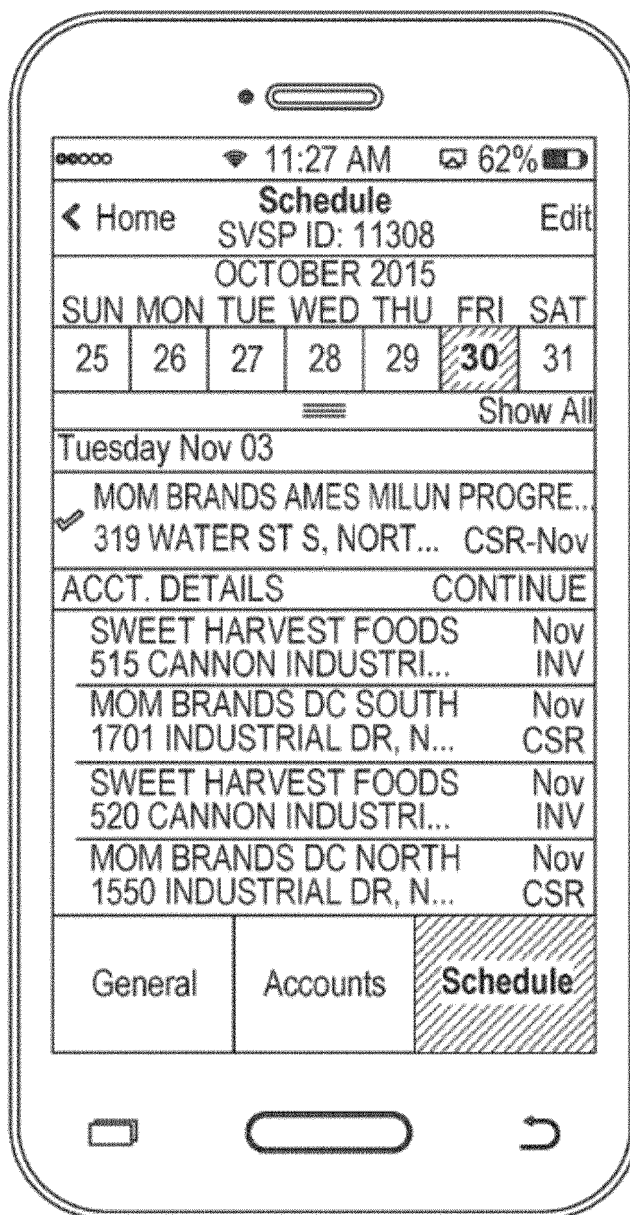 11:27 AM 62%
< Home Schedule Edit
SVSP ID: 11308
OCTOBER 2015
SUN MON TUE WED THU FRI SAT
25 26 27 28 29 30 31
Show All
Tuesday Nov 03
MOM BRANDS AMES MILUN PROGRE...
319 WATER ST S, NORT... CSR-Nov
ACCT. DETAILS CONTINUE
SWEET HARVEST FOODS Nov
515 CANNON INDUSTRI... INV
MOM BRANDS DC SOUTH Nov
1701 INDUSTRIAL DR, N... CSR
SWEET HARVEST FOODS Nov
520 CANNON INDUSTRI... INV
MOM BRANDS DC NORTH Nov
1550 INDUSTRIAL DR, N... CSR
General Accounts Schedule